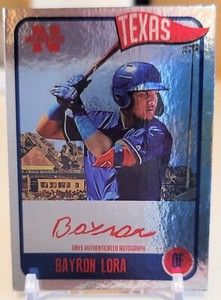 TEXAS
N
Bayron
ONYX AUTHENTICATED AUTOGRAPH
BAYRON LORA
OF